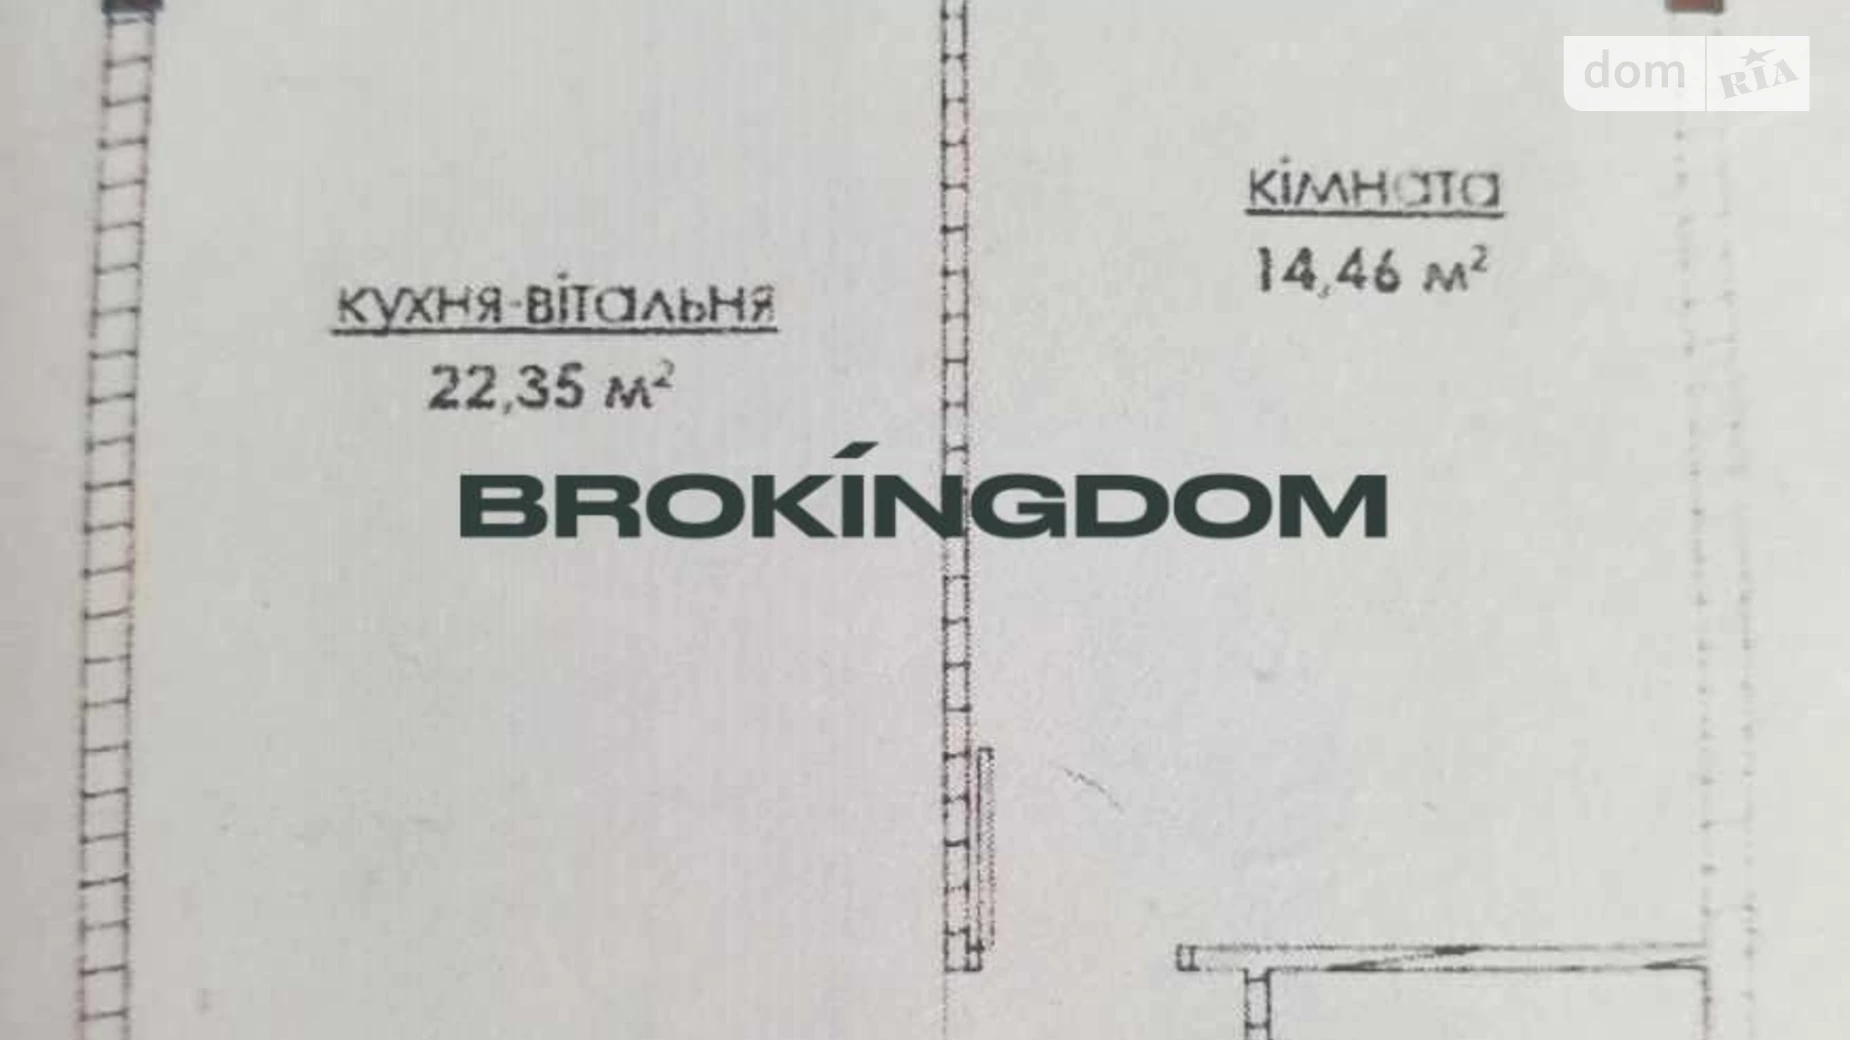 dom RIA
кімната
14,46 м²
кухня-вітальня
22,35 м²
BROKÍNGDOM